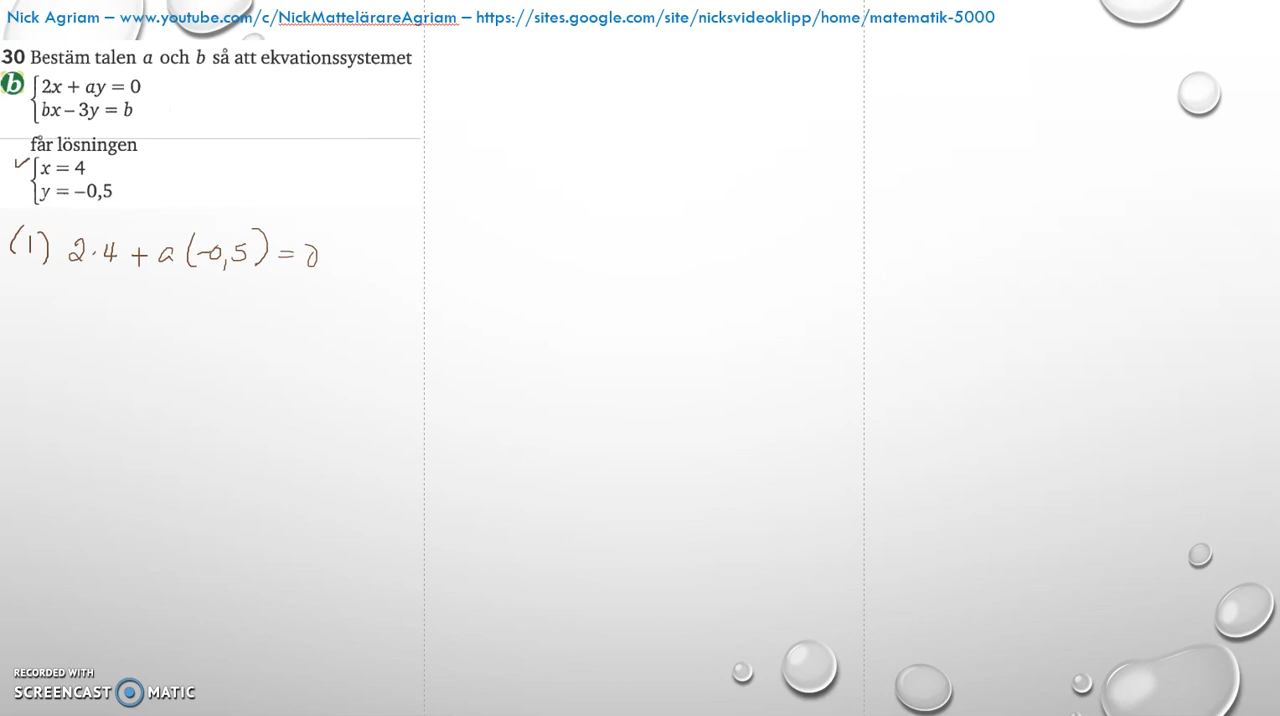 Nick Agriam – www.youtube.com/c/NickMattelärareAgriam – https://sites.google.com/site/nicksvideoklipp/home/matematik-5000
30 Bestäm talen a och b så att ekvationssystemet
b
2x + ay = 0
bx – 3y = b
får lösningen
x = 4
y = –0,5
(1) 2·4 + a(-0,5) = 0
RECORDED WITH
SCREENCAST MATIC